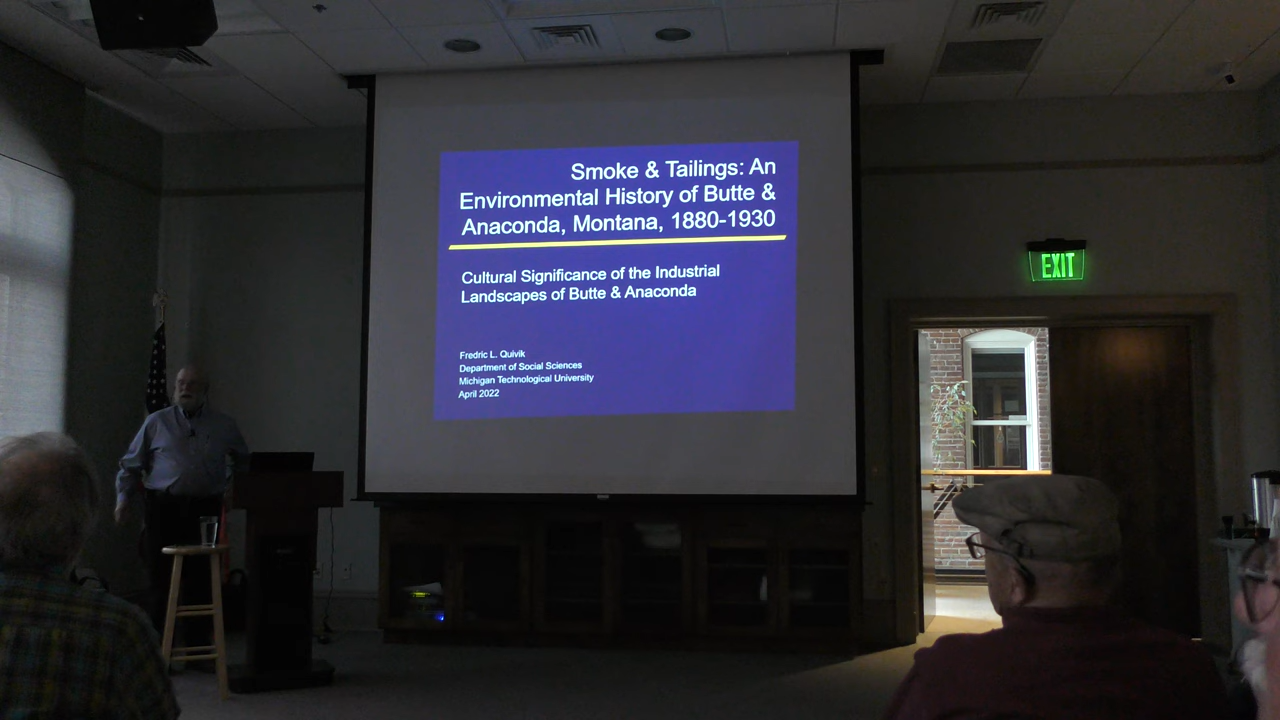 Smoke & Tailings: An
Environmental History of Butte &
Anaconda, Montana, 1880-1930
Cultural Significance of the Industrial
Landscapes of Butte & Anaconda
Fredric L. Quivik
Department of Social Sciences
Michigan Technological University
April 2022
EXIT